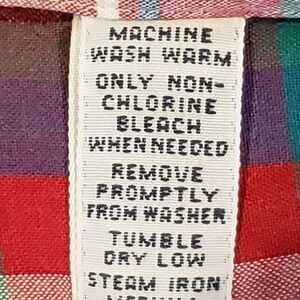 MACHINE
WASH WARM
ONLY NON-
CHLORINE
BLEACH
WHEN NEEDED
REMOVE
PROMPTLY
FROM WASHER
TUMBLE
DRY LOW
STEAM IRON